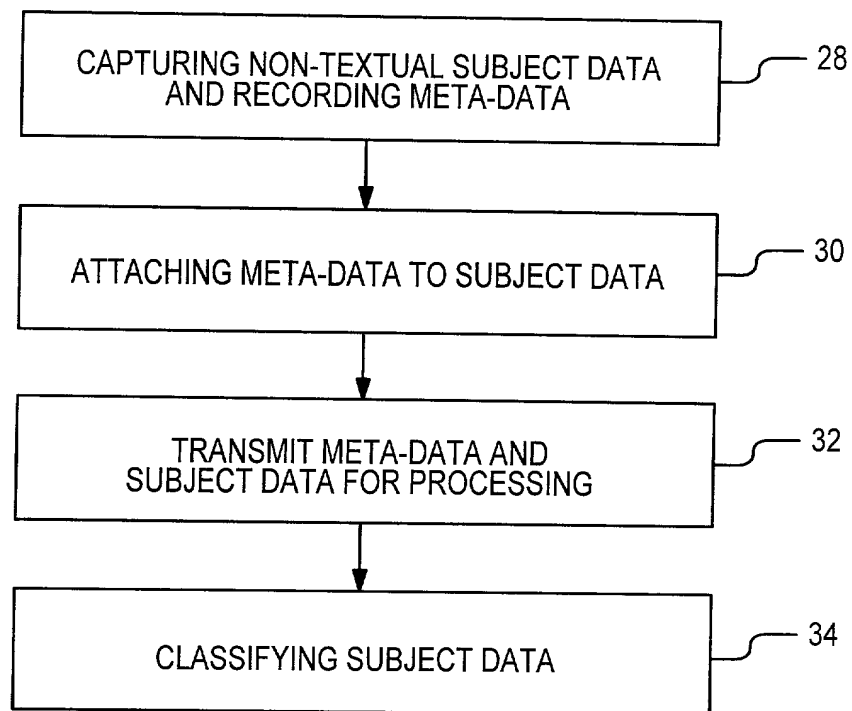 CAPTURING NON-TEXTUAL SUBJECT DATA
AND RECORDING META-DATA
28
ATTACHING META-DATA TO SUBJECT DATA
30
TRANSMIT META-DATA AND
SUBJECT DATA FOR PROCESSING
32
CLASSIFYING SUBJECT DATA
34